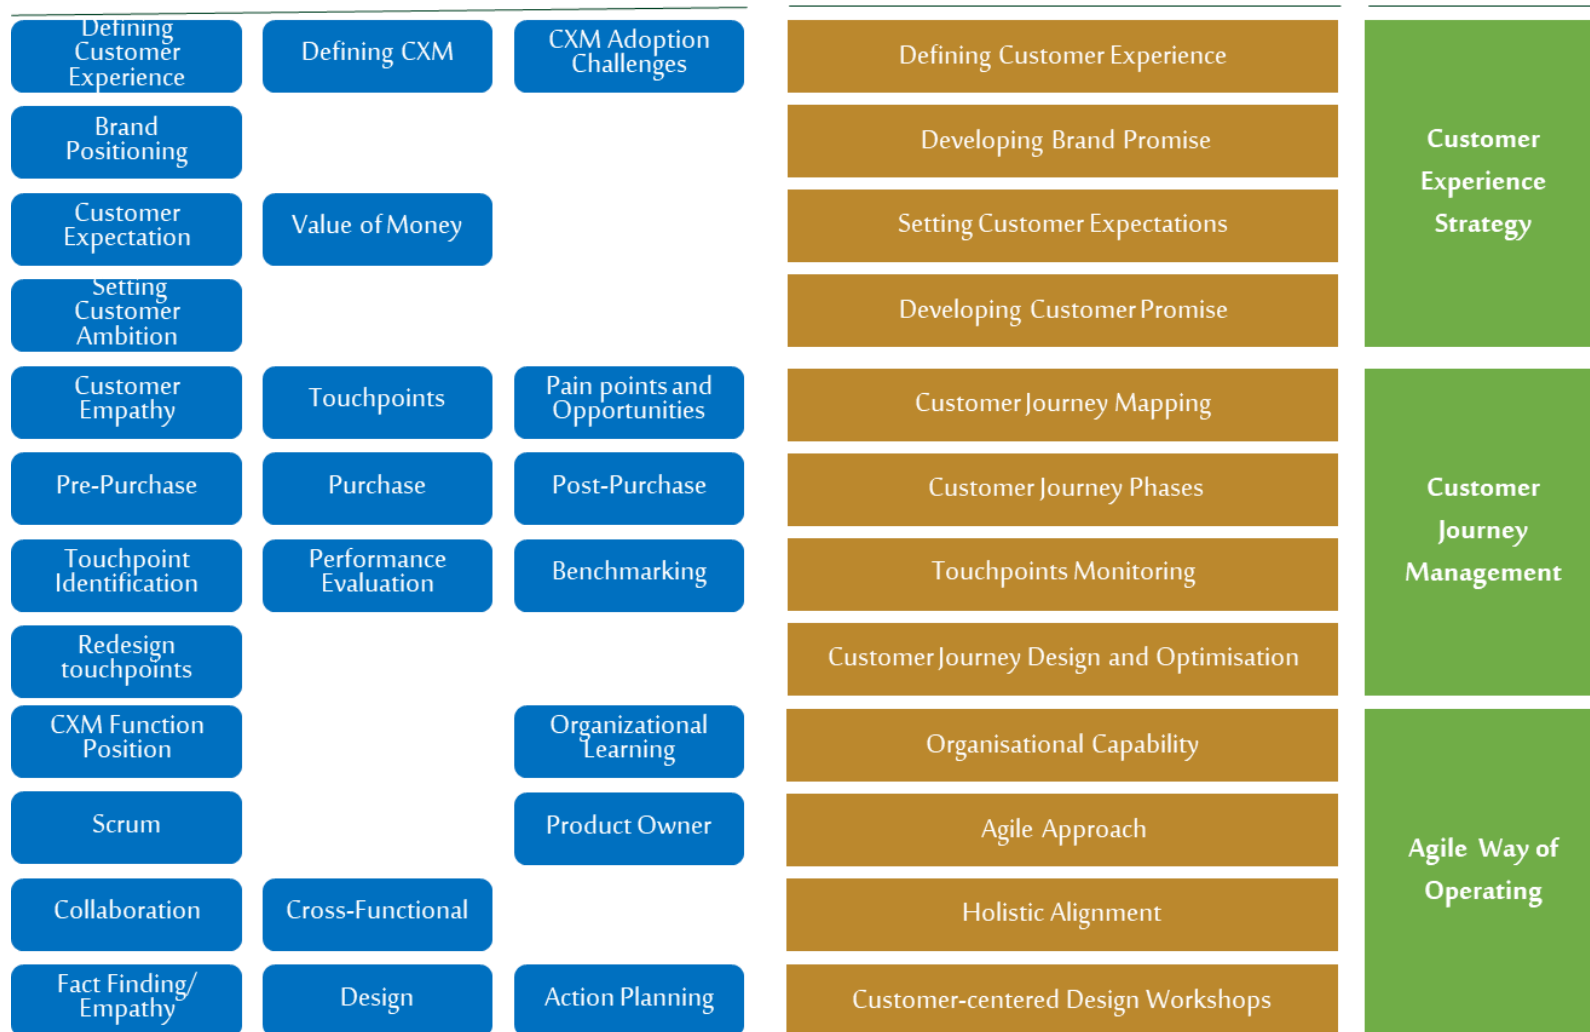 Defining
Customer
Experience
Defining CXM
CXM Adoption
Challenges
Defining Customer Experience
Brand
Positioning
Developing Brand Promise
Customer
Experience
Strategy
Customer
Expectation
Value of Money
Setting Customer Expectations
Setting
Customer
Ambition
Developing Customer Promise
Customer
Empathy
Touchpoints
Pain points and
Opportunities
Customer Journey Mapping
Pre-Purchase
Purchase
Post-Purchase
Customer Journey Phases
Customer
Journey
Management
Touchpoint
Identification
Performance
Evaluation
Benchmarking
Touchpoints Monitoring
Redesign
touchpoints
Customer Journey Design and Optimisation
CXM Function
Position
Organizational
Learning
Organisational Capability
Scrum
Product Owner
Agile Approach
Agile Way of
Operating
Collaboration
Cross-Functional
Holistic Alignment
Fact Finding/
Empathy
Design
Action Planning
Customer-centered Design Workshops